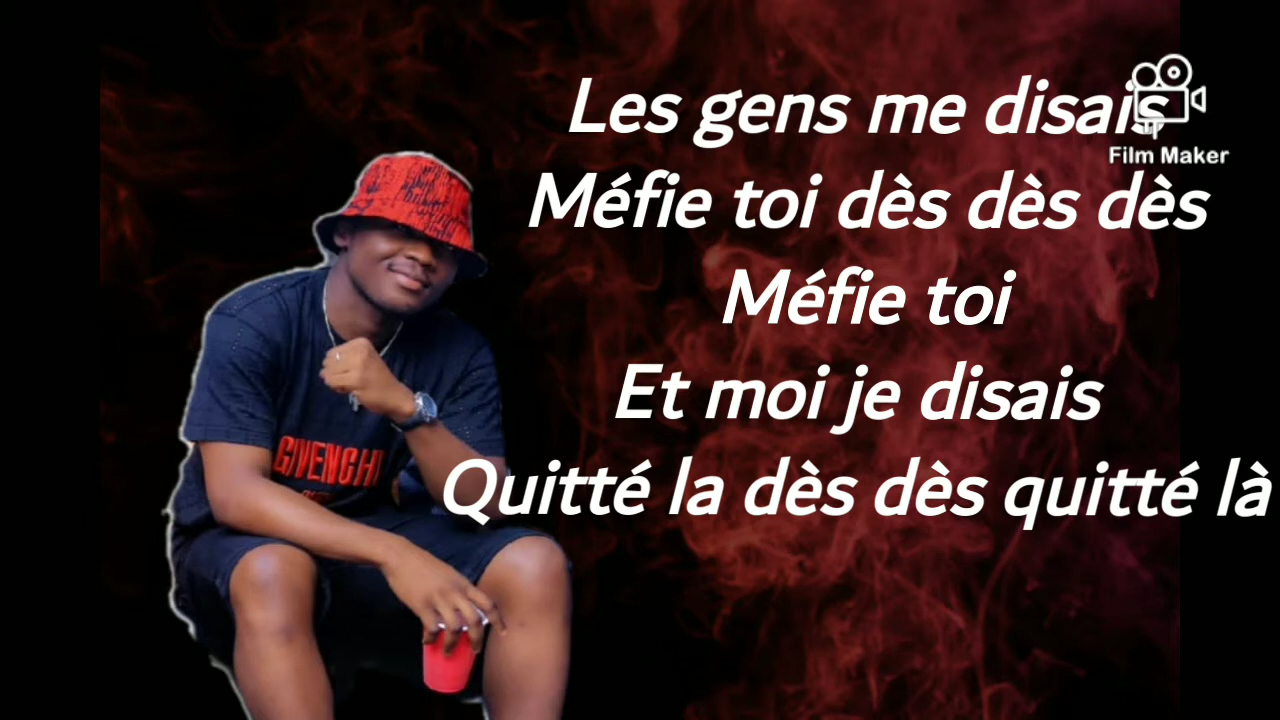 Les gens me disais
Film Maker
Méfie toi dès dès dès
Méfie toi
Et moi je disais
Quitté la dès dès quitté là
GIVENCHY